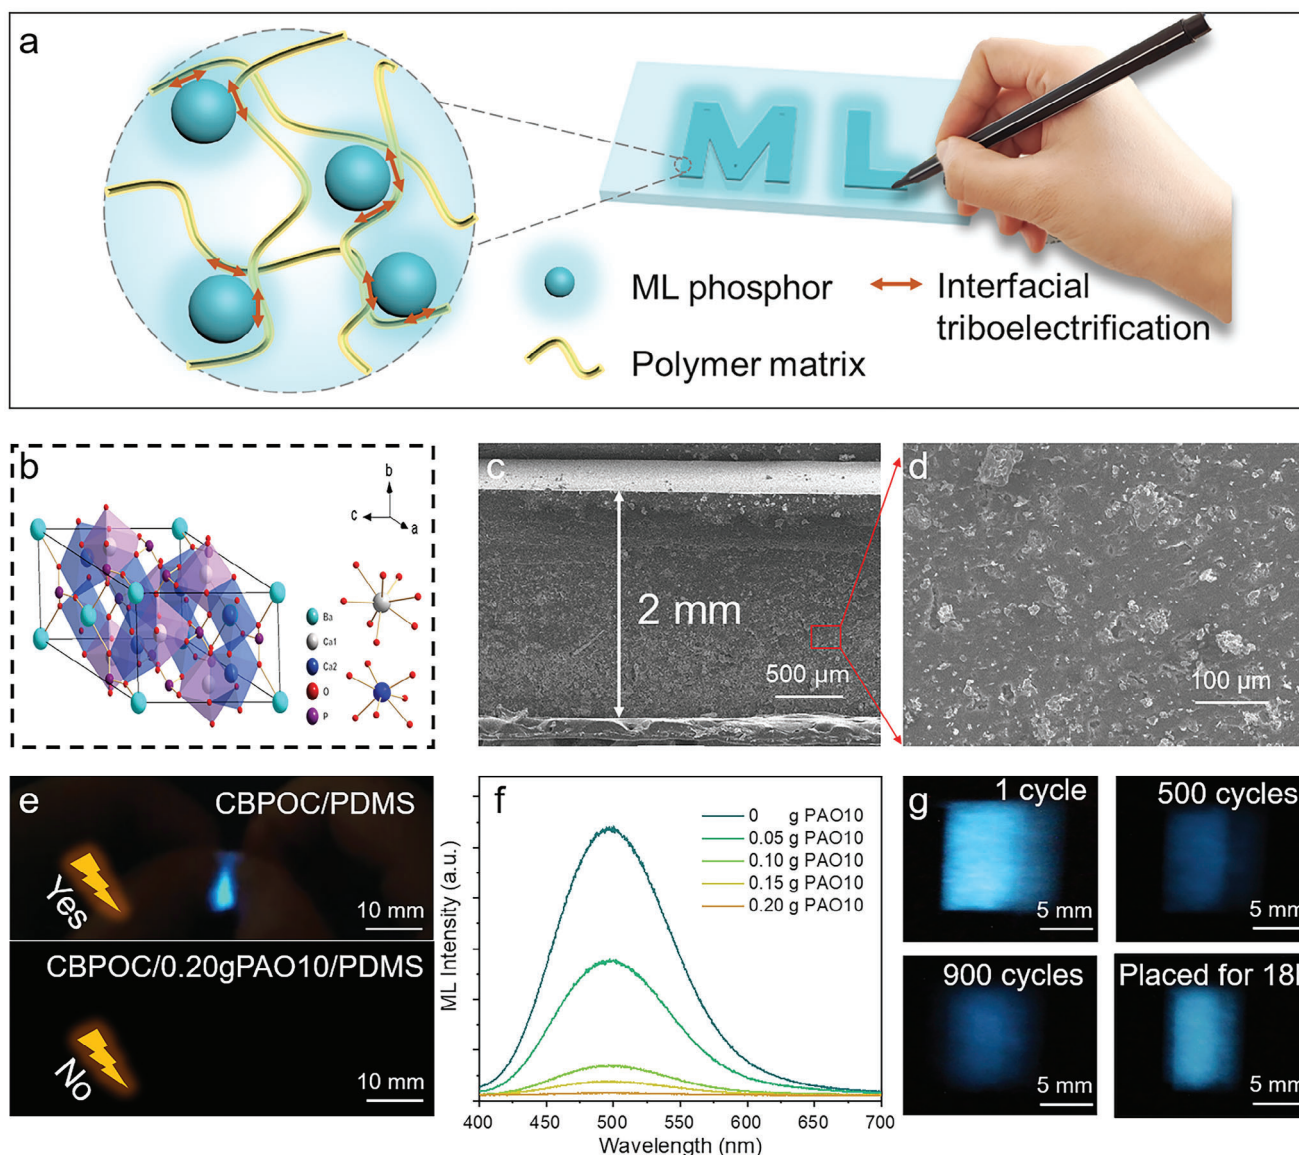 a
ML
ML phosphor
Interfacial
triboelectrification
Polymer matrix
b
b
c
a
Ba
Ca1
Ca2
O
P
c
2 mm
500 μm
d
100 μm
e
CBPOC/PDMS
Yes
10 mm
CBPOC/0.20gPAO10/PDMS
No
10 mm
f
ML Intensity (a.u.)
0 g PAO10
0.05 g PAO10
0.10 g PAO10
0.15 g PAO10
0.20 g PAO10
400 450 500 550 600 650 700
Wavelength (nm)
g
1 cycle
5 mm
500 cycles
5 mm
900 cycles
5 mm
Placed for 18
5 mm